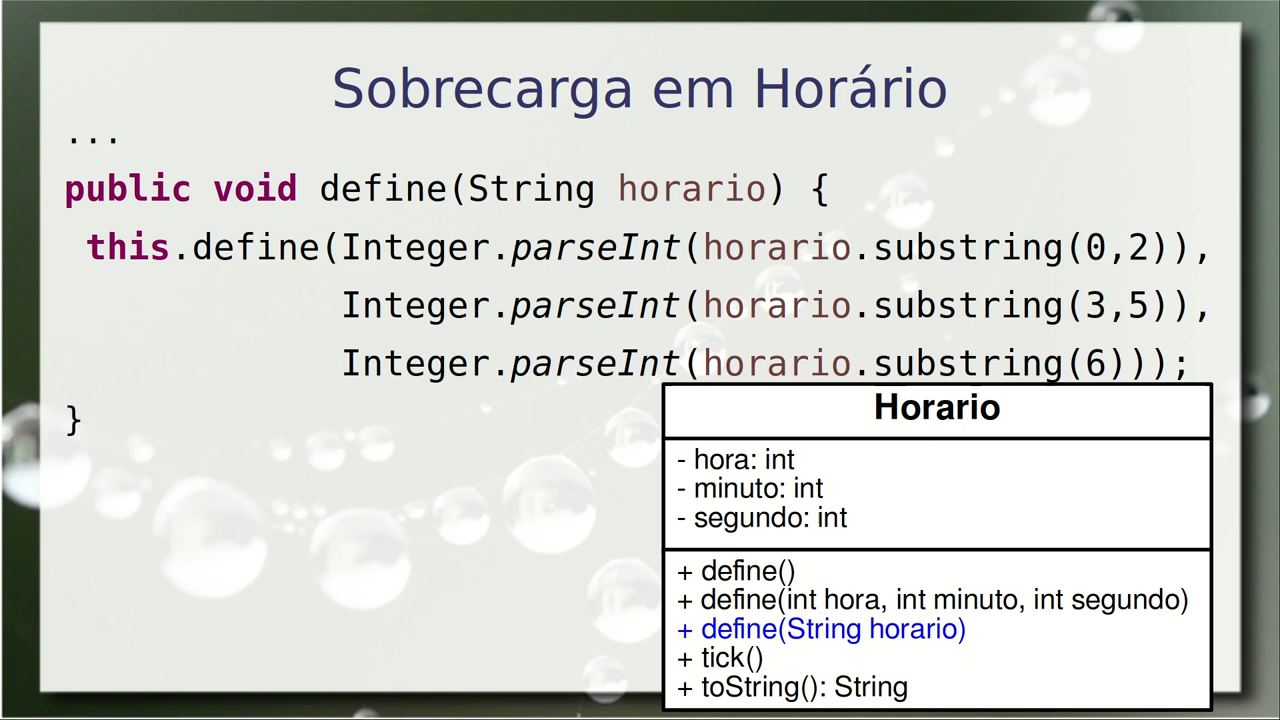 Sobrecarga em Horário
...
public void define(String horario) {
this.define(Integer.parseInt(horario.substring(0,2)),
Integer.parseInt(horario.substring(3,5)),
Integer.parseInt(horario.substring(6)));
}
Horario
- hora: int
- minuto: int
- segundo: int
+ define()
+ define(int hora, int minuto, int segundo)
+ define(String horario)
+ tick()
+ toString(): String